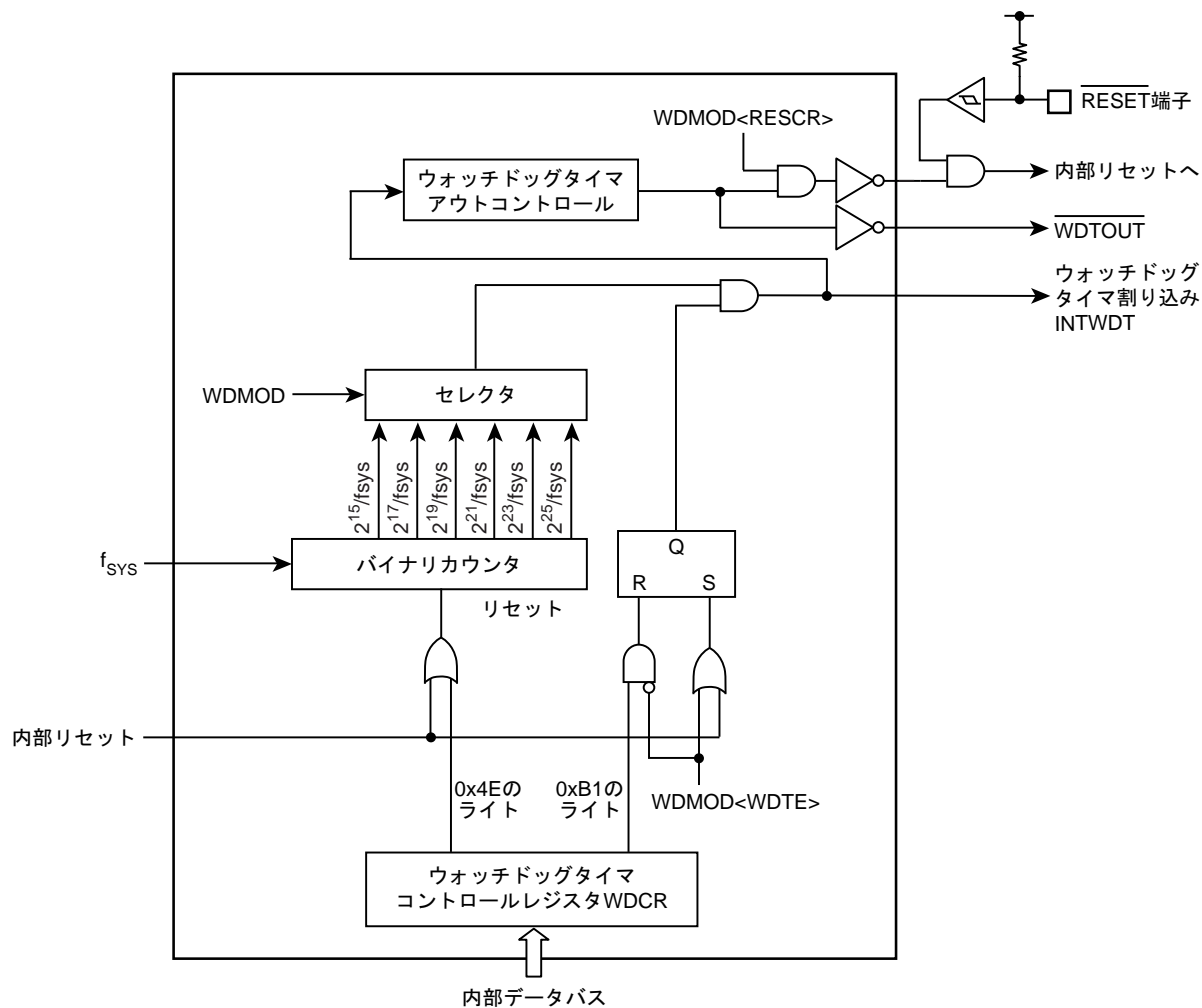 RESET端子
WDMOD<RESCR>
ウォッチドッグタイマ
アウトコントロール
内部リセットへ
WDTOUT
ウォッチドッグ
タイマ割り込み
INTWDT
WDMOD
セレクタ
2^15/fsys
2^17/fsys
2^19/fsys
2^21/fsys
2^23/fsys
2^25/fsys
fSYS
バイナリカウンタ
リセット
Q
R S
内部リセット
0x4Eの
ライト
0xB1の
ライト
WDMOD<WDTE>
ウォッチドッグタイマ
コントロールレジスタWDCR
内部データバス